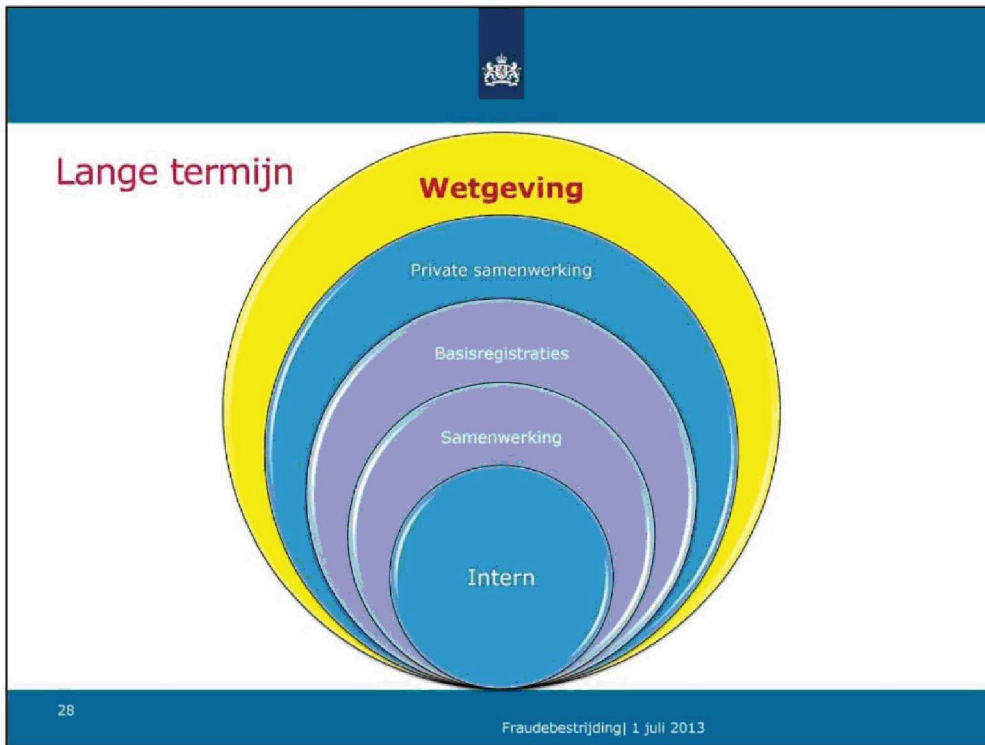 Lange termijn
Wetgeving
Private samenwerking
Basisregistraties
Samenwerking
Intern
28
Fraudebestrijding| 1 juli 2013